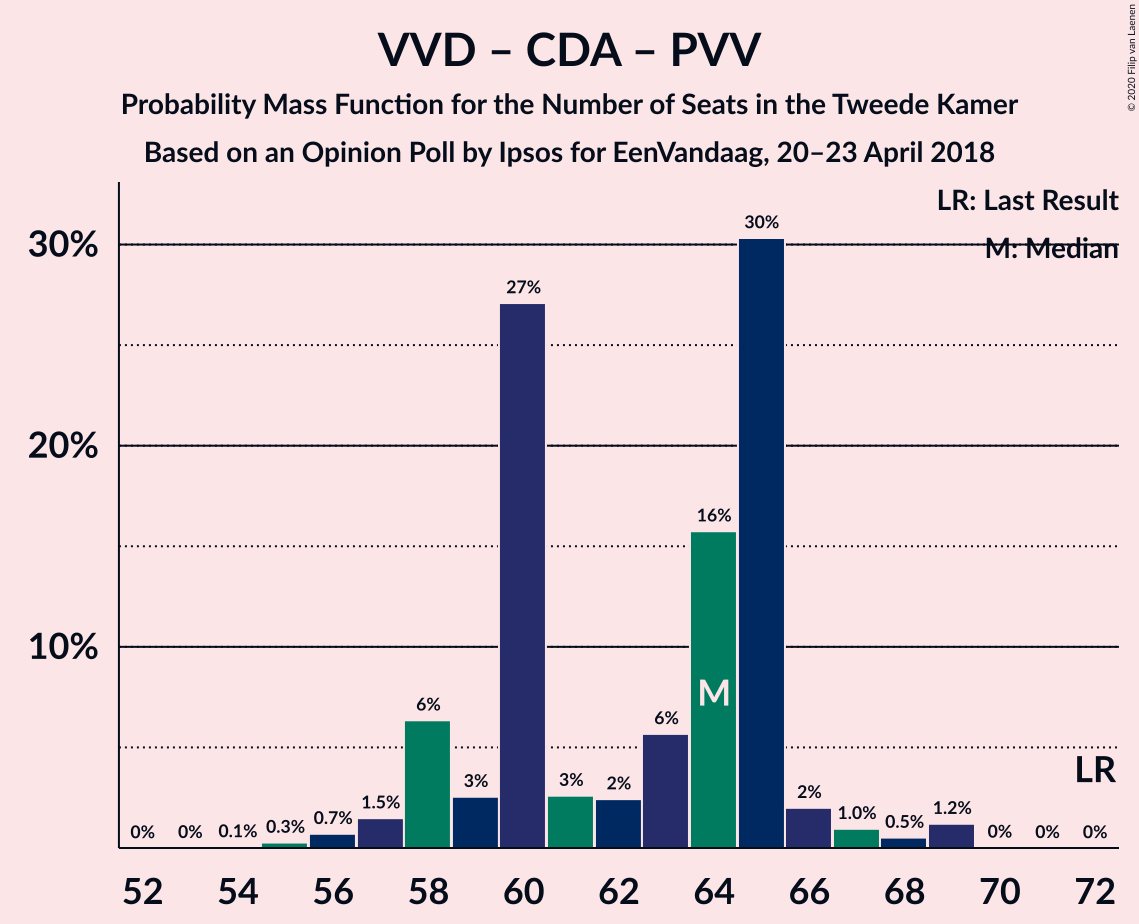 VVD – CDA – PVV
Probability Mass Function for the Number of Seats in the Tweede Kamer
Based on an Opinion Poll by Ipsos for EenVandaag, 20–23 April 2018
© 2020 Filip van Laenen
LR: Last Result
M: Median
30%
20%
10%
0% 0% 0.1% 0.3% 0.7% 1.5% 6% 3% 27% 3% 2% 6% 16% 30% 2% 1.0% 0.5% 1.2% 0% 0% 0%
M
LR
52 54 56 58 60 62 64 66 68 70 72